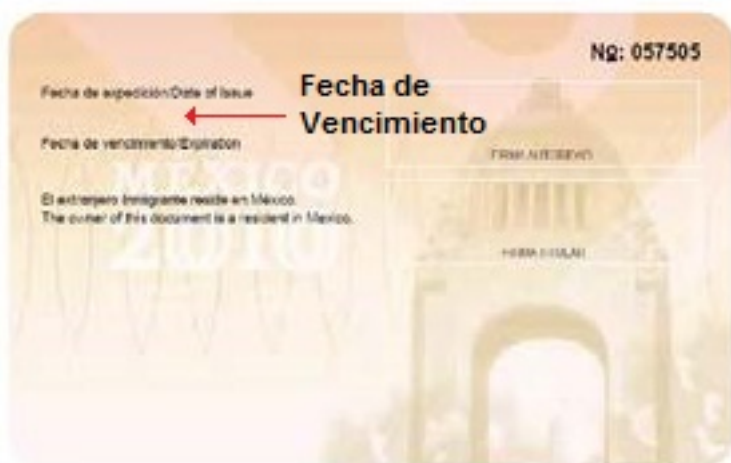 Nº: 057505
Fecha de expedición/Date of Issue
Fecha de
Vencimiento
Fecha de vencimiento/Expiration
FIRMA AUTORIZADO
MEXICO
2010
El extranjero Inmigrante reside en México.
The owner of this document is a resident in Mexico.
FIRMA TITULAR